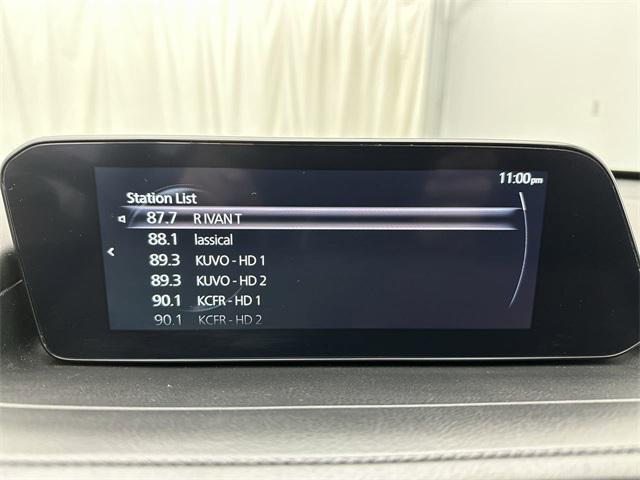 11:00pm
Station List
87.7 R IVAN T
88.1 lassical
89.3 KUVO - HD 1
89.3 KUVO - HD 2
90.1 KCFR - HD 1
90.1 KCFR - HD 2